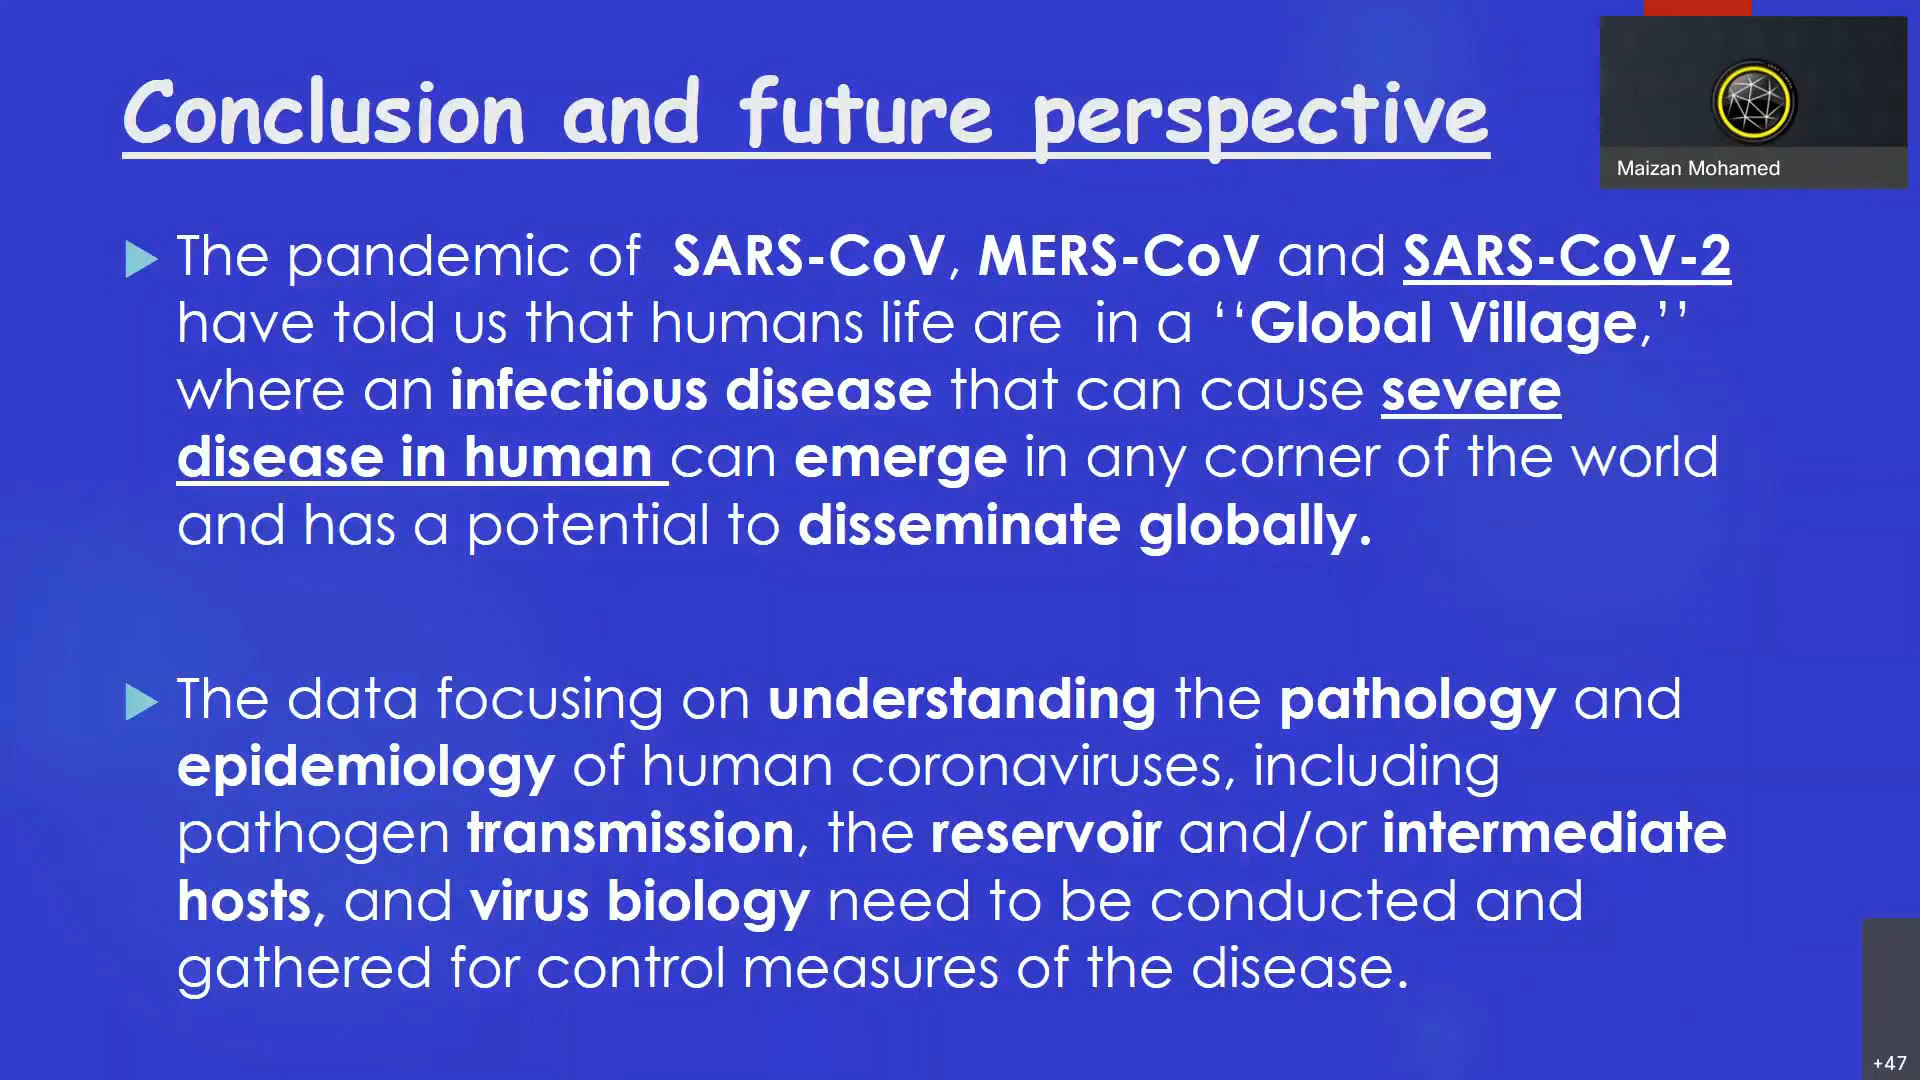 Conclusion and future perspective
Maizan Mohamed
The pandemic of SARS-CoV, MERS-CoV and SARS-CoV-2
have told us that humans life are in a ‘‘Global Village,’’
where an infectious disease that can cause severe
disease in human can emerge in any corner of the world
and has a potential to disseminate globally.
The data focusing on understanding the pathology and
epidemiology of human coronaviruses, including
pathogen transmission, the reservoir and/or intermediate
hosts, and virus biology need to be conducted and
gathered for control measures of the disease.
+47